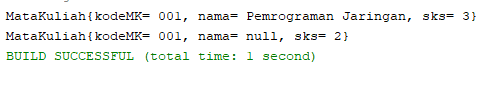 MataKuliah{kodeMK= 001, nama= Pemrograman Jaringan, sks= 3}
MataKuliah{kodeMK= 001, nama= null, sks= 2}
BUILD SUCCESSFUL (total time: 1 second)